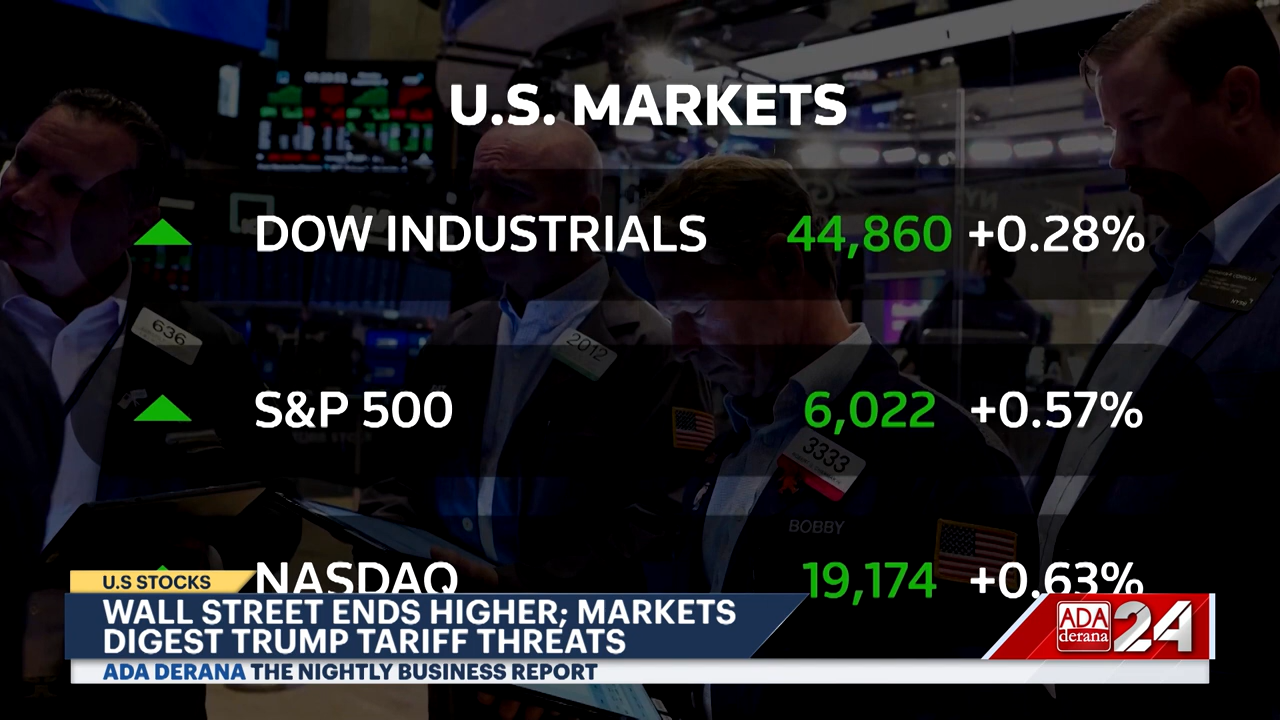 U.S. MARKETS
DOW INDUSTRIALS 44,860 +0.28%
636
2012
S&P 500 6,022 +0.57%
3333
BOBBY
NYSE
NASDAQ 19,174 +0.63%
U.S STOCKS
WALL STREET ENDS HIGHER; MARKETS
DIGEST TRUMP TARIFF THREATS
ADA DERANA THE NIGHTLY BUSINESS REPORT
ADA
derana
24